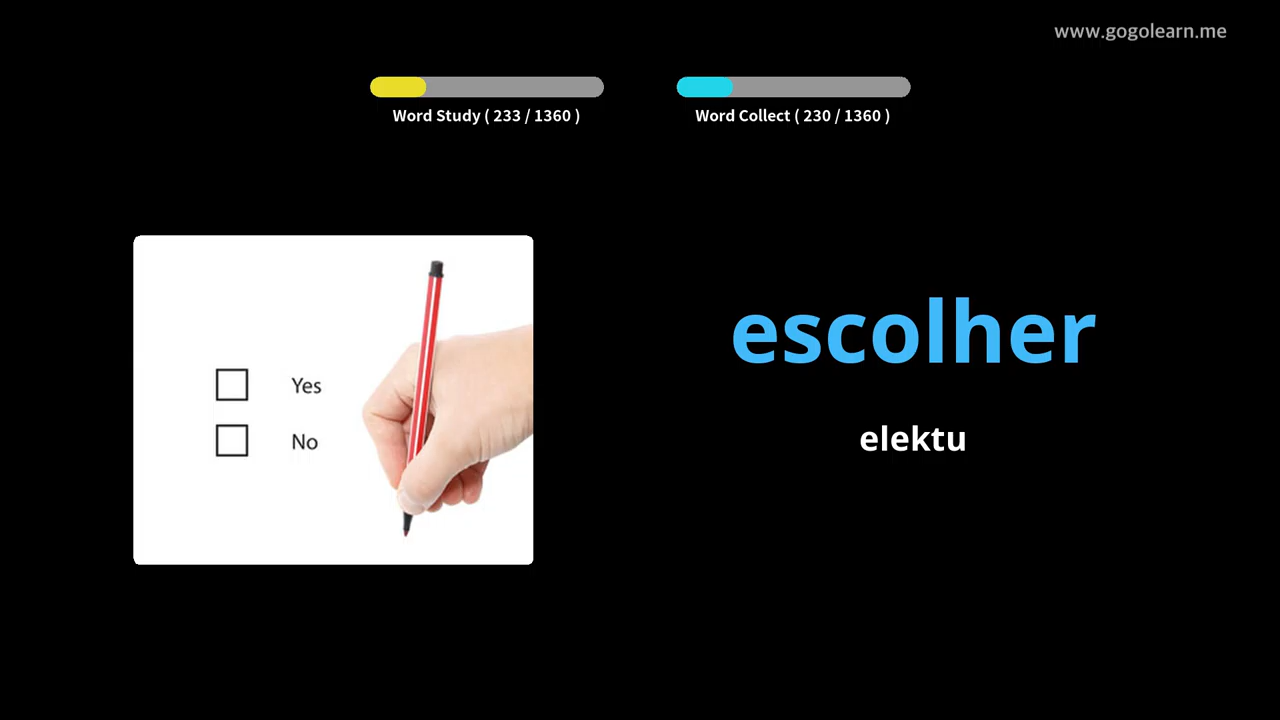 www.gogolearn.me
Word Study ( 233 / 1360 )
Word Collect ( 230 / 1360 )
Yes
No
escolher
elektu